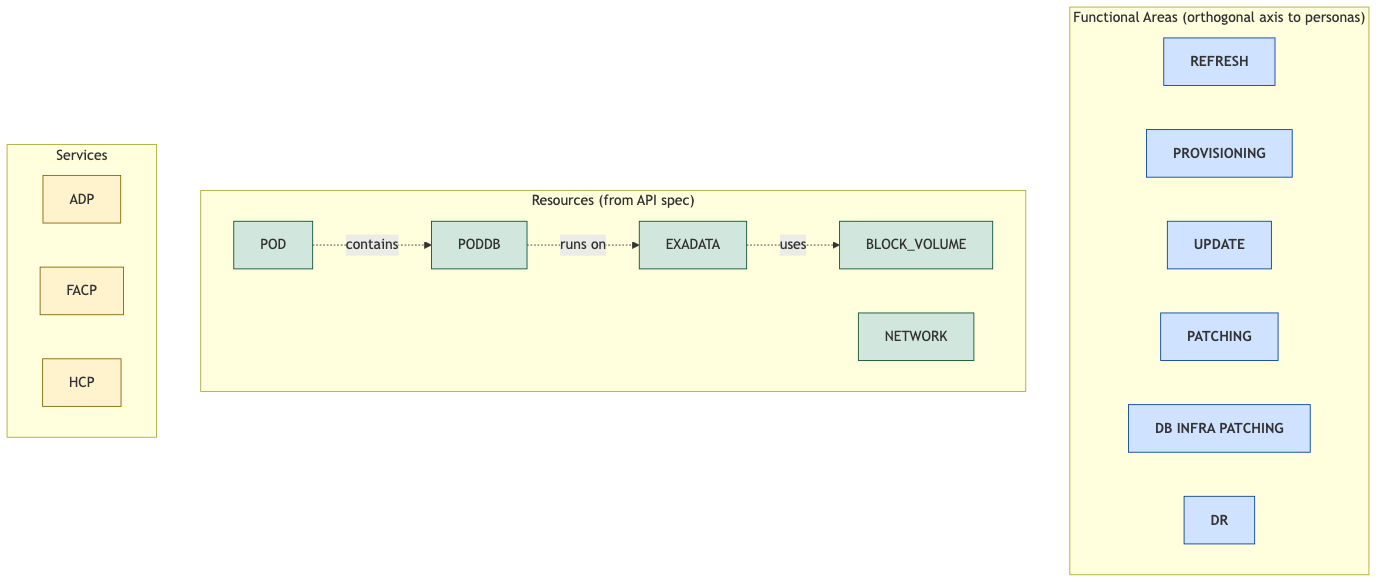 Services
ADP
FACP
HCP
Resources (from API spec)
POD
contains
PODDB
runs on
EXADATA
uses
BLOCK_VOLUME
NETWORK
Functional Areas (orthogonal axis to personas)
REFRESH
PROVISIONING
UPDATE
PATCHING
DB INFRA PATCHING
DR